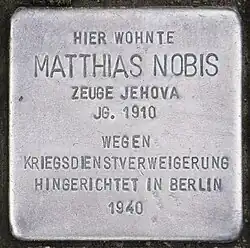 HIER WOHNTE
MATTHIAS NOBIS
ZEUGE JEHOVA
JG. 1910
WEGEN
KRIEGSDIENSTVERWEIGERUNG
HINGERICHTET IN BERLIN
1940